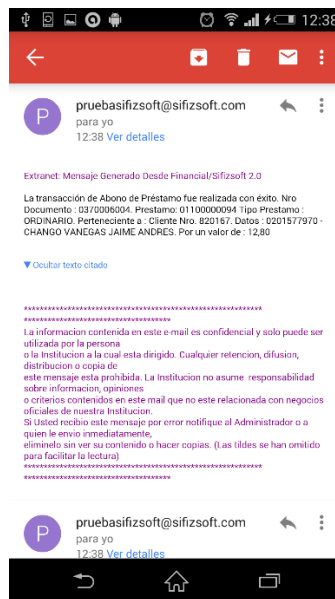 12:38
P
pruebasifizsoft@sifizsoft.com
para yo
12:38 Ver detalles
Extranet: Mensaje Generado Desde Financial/Sifizsoft 2.0
La transacción de Abono de Préstamo fue realizada con éxito. Nro
Documento : 0370006004. Prestamo: 01100000094 Tipo Prestamo :
ORDINARIO. Perteneciente a : Cliente Nro. 820167. Datos : 0201577970 -
CHANGO VANEGAS JAIME ANDRES. Por un valor de : 12,80
Ocultar texto citado
************************************************************
*************************************
La informacion contenida en este e-mail es confidencial y solo puede ser
utilizada por la persona
o la Institucion a la cual esta dirigido. Cualquier retencion, difusion,
distribucion o copia de
este mensaje esta prohibida. La Institucion no asume  responsabilidad
sobre informacion, opiniones
o criterios contenidos en este mail que no este relacionada con negocios
oficiales de nuestra Institucion.
Si Usted recibio este mensaje por error notifique al Administrador o a
quien le envio inmediatamente,
eliminelo sin ver su contenido o hacer copias. (Las tildes se han omitido
para facilitar la lectura)
************************************************************
*************************************
P
pruebasifizsoft@sifizsoft.com
para yo
12:38 Ver detalles